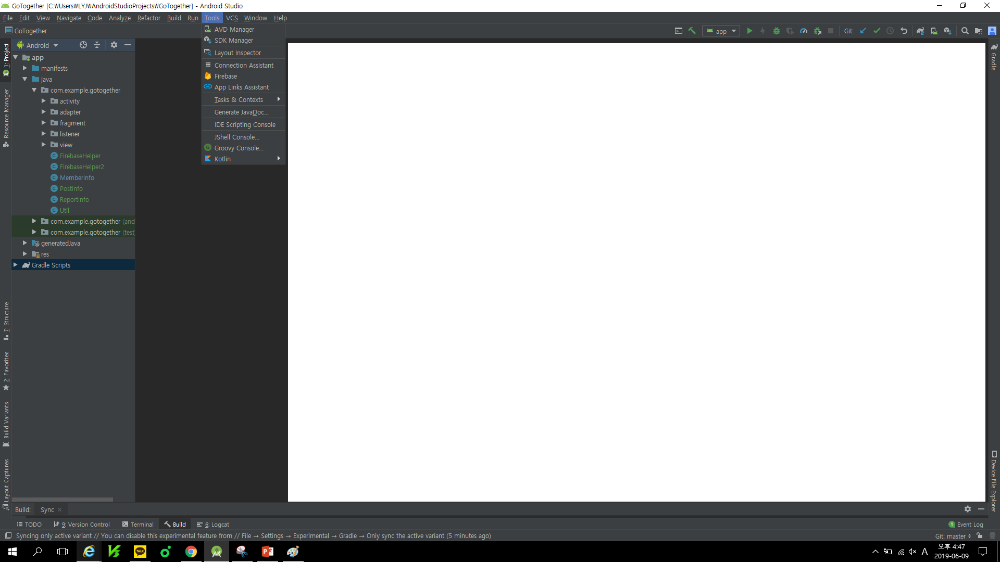 GoTogether [C:￦Users￦LYJ￦AndroidStudioProjects￦GoTogether] - Android Studio
File Edit View Navigate Code Analyze Refactor Build Run Tools VCS Window Help
GoTogether
app
Git:
Android
1: Project
Resource Manager
7: Structure
2: Favorites
Build Variants
Layout Captures
app
manifests
java
com.example.gotogether
activity
adapter
fragment
listener
view
FirebaseHelper
FirebaseHelper2
MemberInfo
PostInfo
ReportInfo
Util
com.example.gotogether (and
com.example.gotogether (test
generatedJava
res
Gradle Scripts
AVD Manager
SDK Manager
Layout Inspector
Connection Assistant
Firebase
App Links Assistant
Tasks & Contexts
Generate JavaDoc...
IDE Scripting Console
JShell Console...
Groovy Console...
Kotlin
Gradle
Device File Explorer
Build: Sync
TODO 9: Version Control Terminal Build 6: Logcat
1 Event Log
Syncing only active variant // You can disable this experimental feature from // File → Settings → Experimental → Gradle → Only sync the active variant (5 minutes ago)
Git: master
TALK
A
오후 4:47
2019-06-09